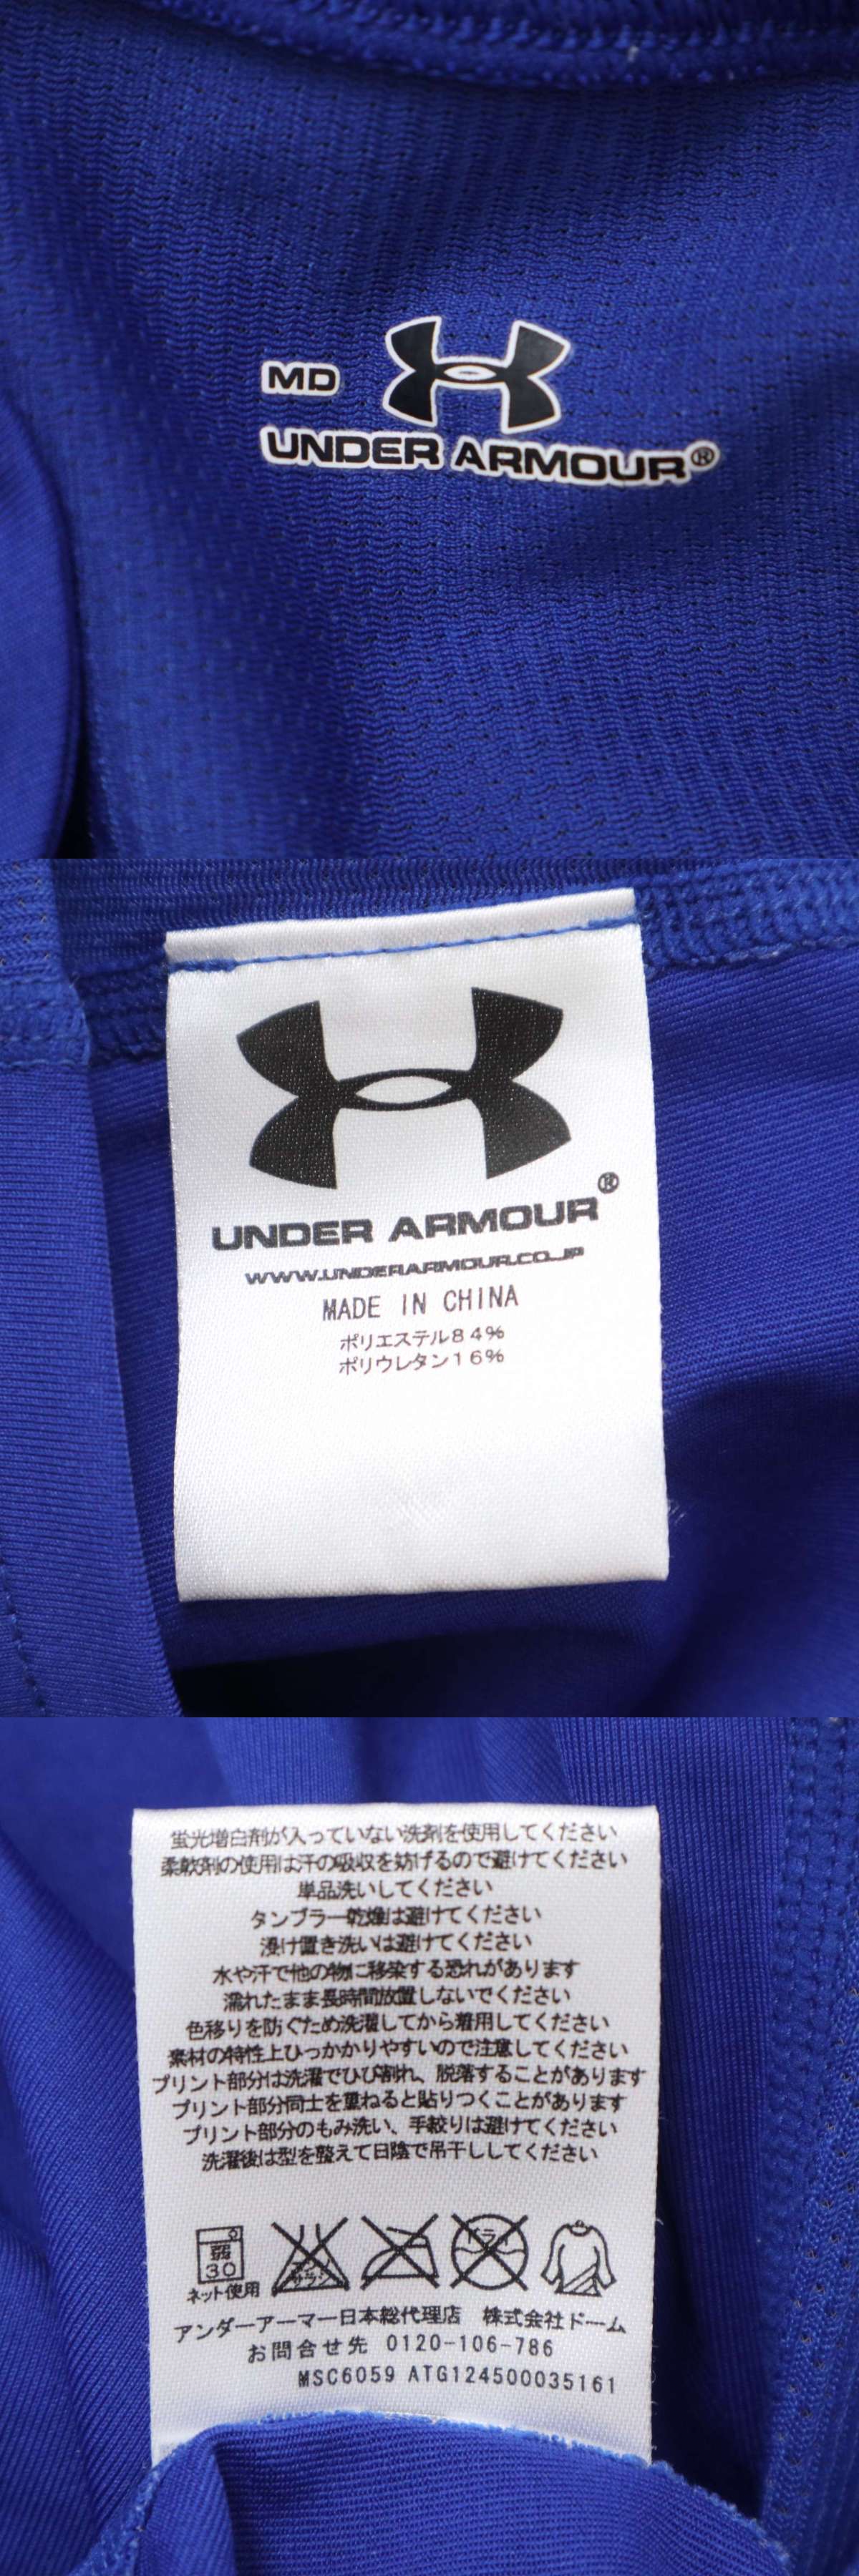 MD
UNDER ARMOUR®
UNDER ARMOUR®
WWW.UNDERARMOUR.CO.JP
MADE IN CHINA
ポリエステル84%
ポリウレタン16%
蛍光増白剤が入っていない洗剤を使用してください
柔軟剤の使用は汗の吸収を妨げるので避けてください
単品洗いしてください
タンブラー乾燥は避けてください
浸け置き洗いは避けてください
水や汗で他の物に移染する恐れがあります
濡れたまま長時間放置しないでください
色移りを防ぐため洗濯してから着用してください
素材の特性上ひっかかりやすいので注意してください
プリント部分は洗濯でひび割れ、脱落することがあります
プリント部分同士を重ねると貼りつくことがあります
プリント部分のもみ洗い、手絞りは避けてください
洗濯後は型を整えて日陰で吊干ししてください
弱
30
エンソ
サラシ
ドライ
ネット使用
アンダーアーマー日本総代理店 株式会社ドーム
お問合せ先 0120-106-786
MSC6059 ATG124500035161